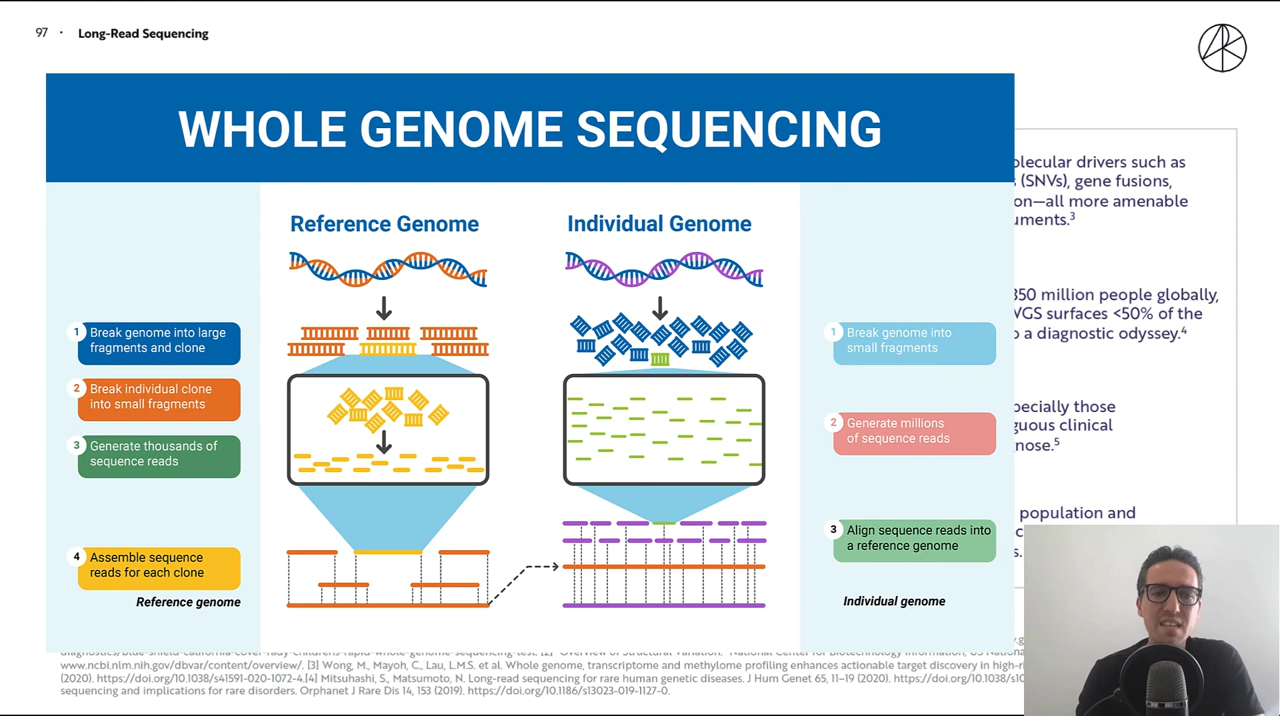 97 · Long-Read Sequencing
WHOLE GENOME SEQUENCING
Reference Genome
1 Break genome into large
fragments and clone
2 Break individual clone
into small fragments
3 Generate thousands of
sequence reads
4 Assemble sequence
reads for each clone
Reference genome
Individual Genome
1 Break genome into
small fragments
2 Generate millions
of sequence reads
3 Align sequence reads into
a reference genome
Individual genome
olecular drivers such as
(SNVs), gene fusions,
on—all more amenable
uments.³
350 million people globally,
VGS surfaces <50% of the
o a diagnostic odyssey.⁴
pecially those
guous clinical
nose.⁵
population and
www.ncbi.nlm.nih.gov/dbvar/content/overview/. [3] Wong, M., Mayoh, C., Lau, L.M.S. et al. Whole genome, transcriptome and methylome profiling enhances actionable target discovery in high-ri
(2020). https://doi.org/10.1038/s41591-020-1072-4.[4] Mitsuhashi, S., Matsumoto, N. Long-read sequencing for rare human genetic diseases. J Hum Genet 65, 11–19 (2020). https://doi.org/10.1038/s10
sequencing and implications for rare disorders. Orphanet J Rare Dis 14, 153 (2019). https://doi.org/10.1186/s13023-019-1127-0.